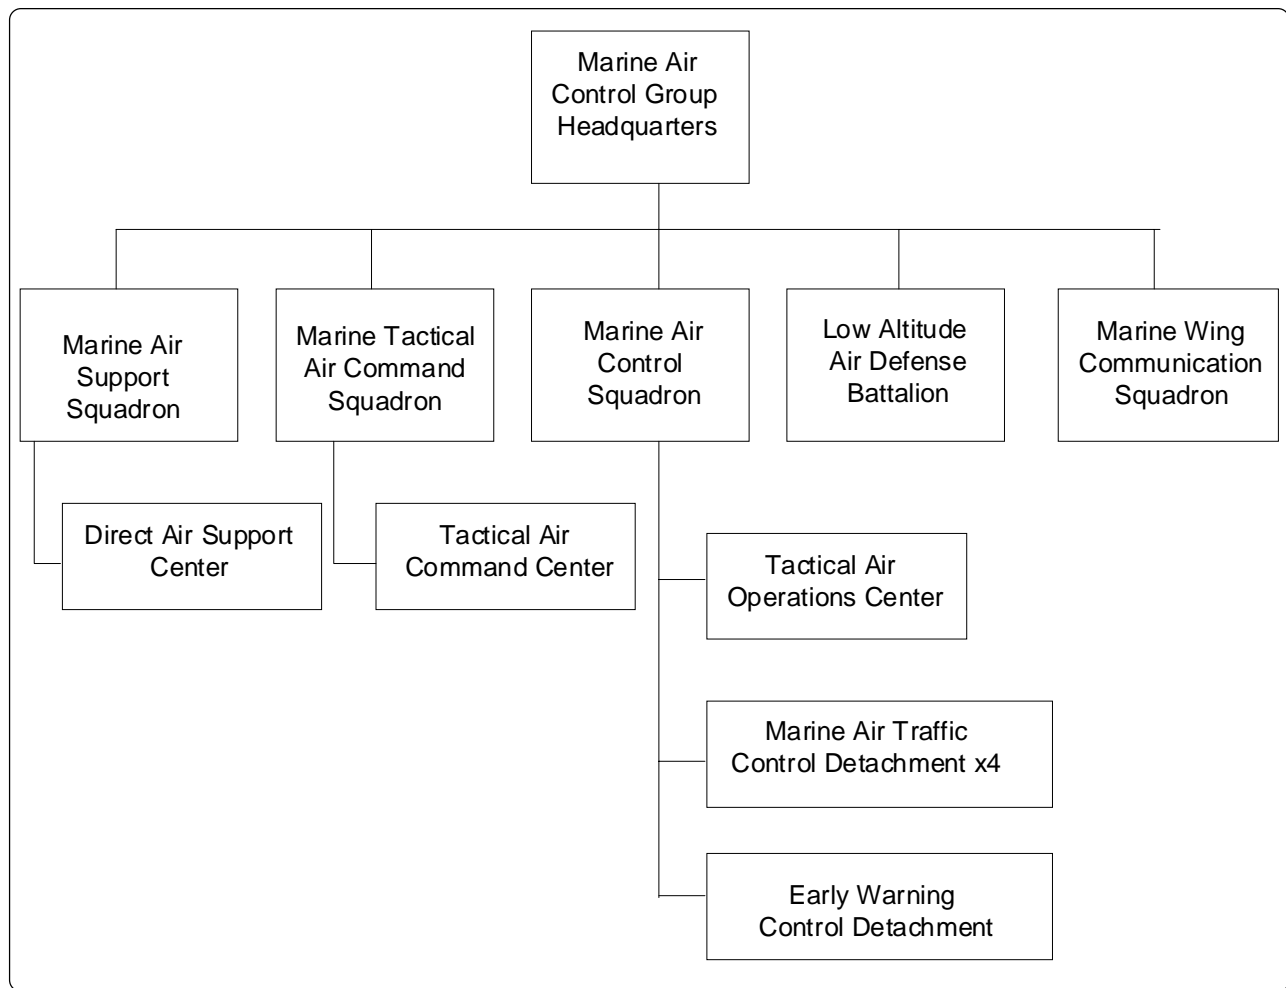 Marine Air
Control Group
Headquarters
Marine Air
Support
Squadron
Marine Tactical
Air Command
Squadron
Marine Air
Control
Squadron
Low Altitude
Air Defense
Battalion
Marine Wing
Communication
Squadron
Direct Air Support
Center
Tactical Air
Command Center
Tactical Air
Operations Center
Marine Air Traffic
Control Detachment x4
Early Warning
Control Detachment